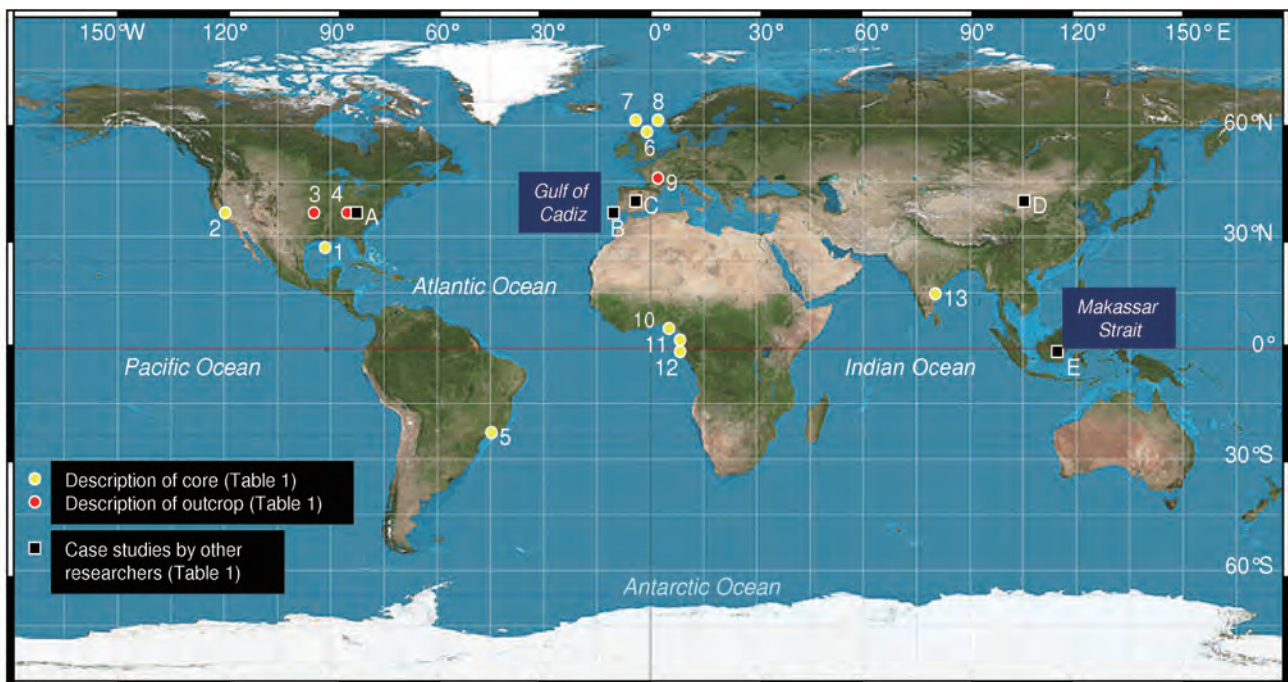 150°W 90° 60° 30° 0° 30° 60° 90° 120° 150°E
7 8
60°N
6
3 4 9
Gulf of
Cadiz
C D
2 A B
30°N
1
Atlantic Ocean
13
Makassar
Strait
10
11
0°
12
Pacific Ocean Indian Ocean E
5
30°S
Description of core (Table 1)
Description of outcrop (Table 1)
Case studies by other
researchers (Table 1)
60°S
Antarctic Ocean